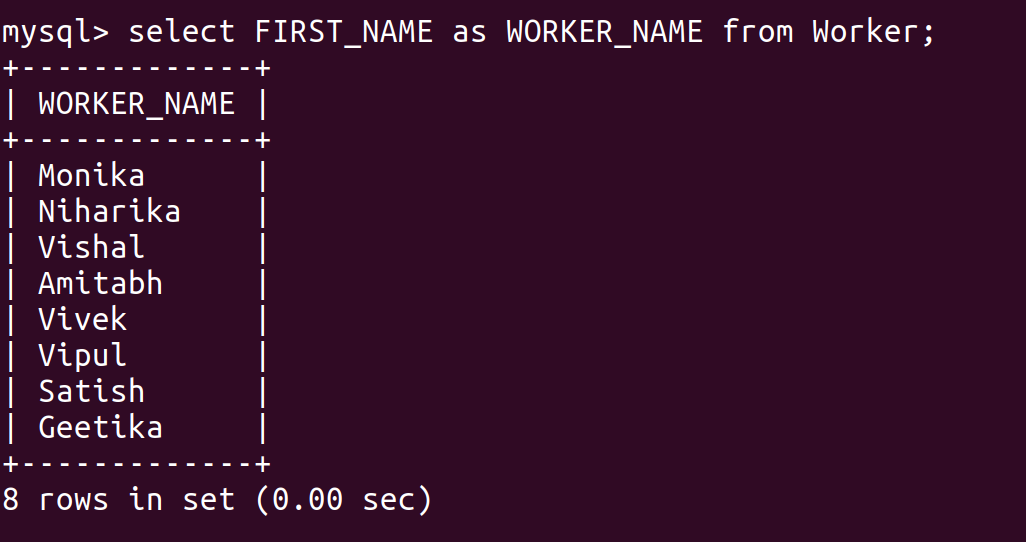 mysql> select FIRST_NAME as WORKER_NAME from Worker;
+-------------+
| WORKER_NAME |
+-------------+
| Monika      |
| Niharika    |
| Vishal      |
| Amitabh     |
| Vivek       |
| Vipul       |
| Satish      |
| Geetika     |
+-------------+
8 rows in set (0.00 sec)